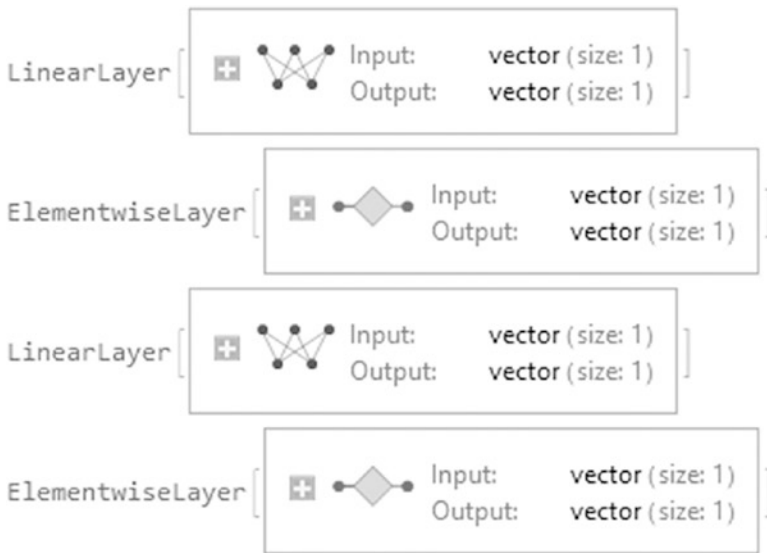 Input: vector (size: 1)
LinearLayer[ ]
Output: vector (size: 1)
Input: vector (size: 1)
ElementwiseLayer[ ]
Output: vector (size: 1)
Input: vector (size: 1)
LinearLayer[ ]
Output: vector (size: 1)
Input: vector (size: 1)
ElementwiseLayer[ ]
Output: vector (size: 1)